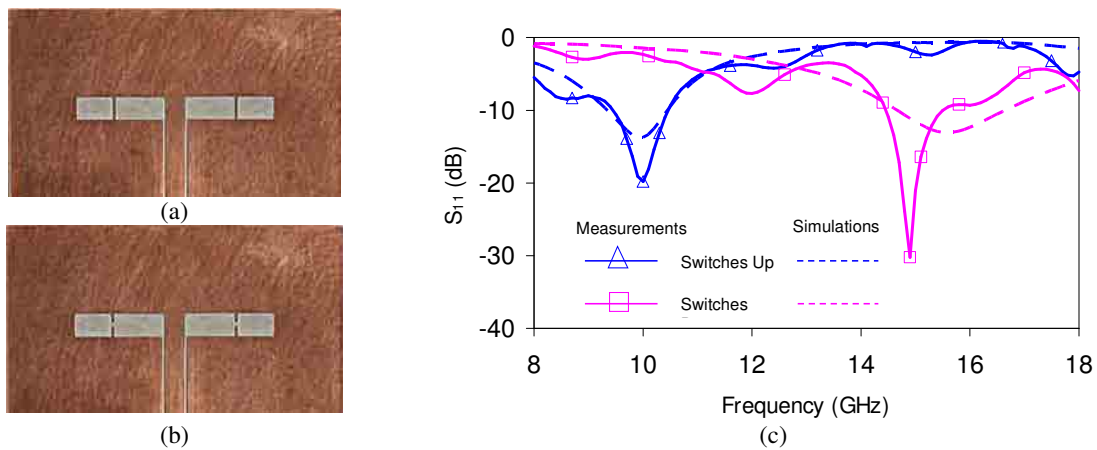 (a)
(b)
0
-10
-20
-30
-40
S11 (dB)
Measurements Simulations
Switches Up
Switches
8 10 12 14 16 18
Frequency (GHz)
(c)